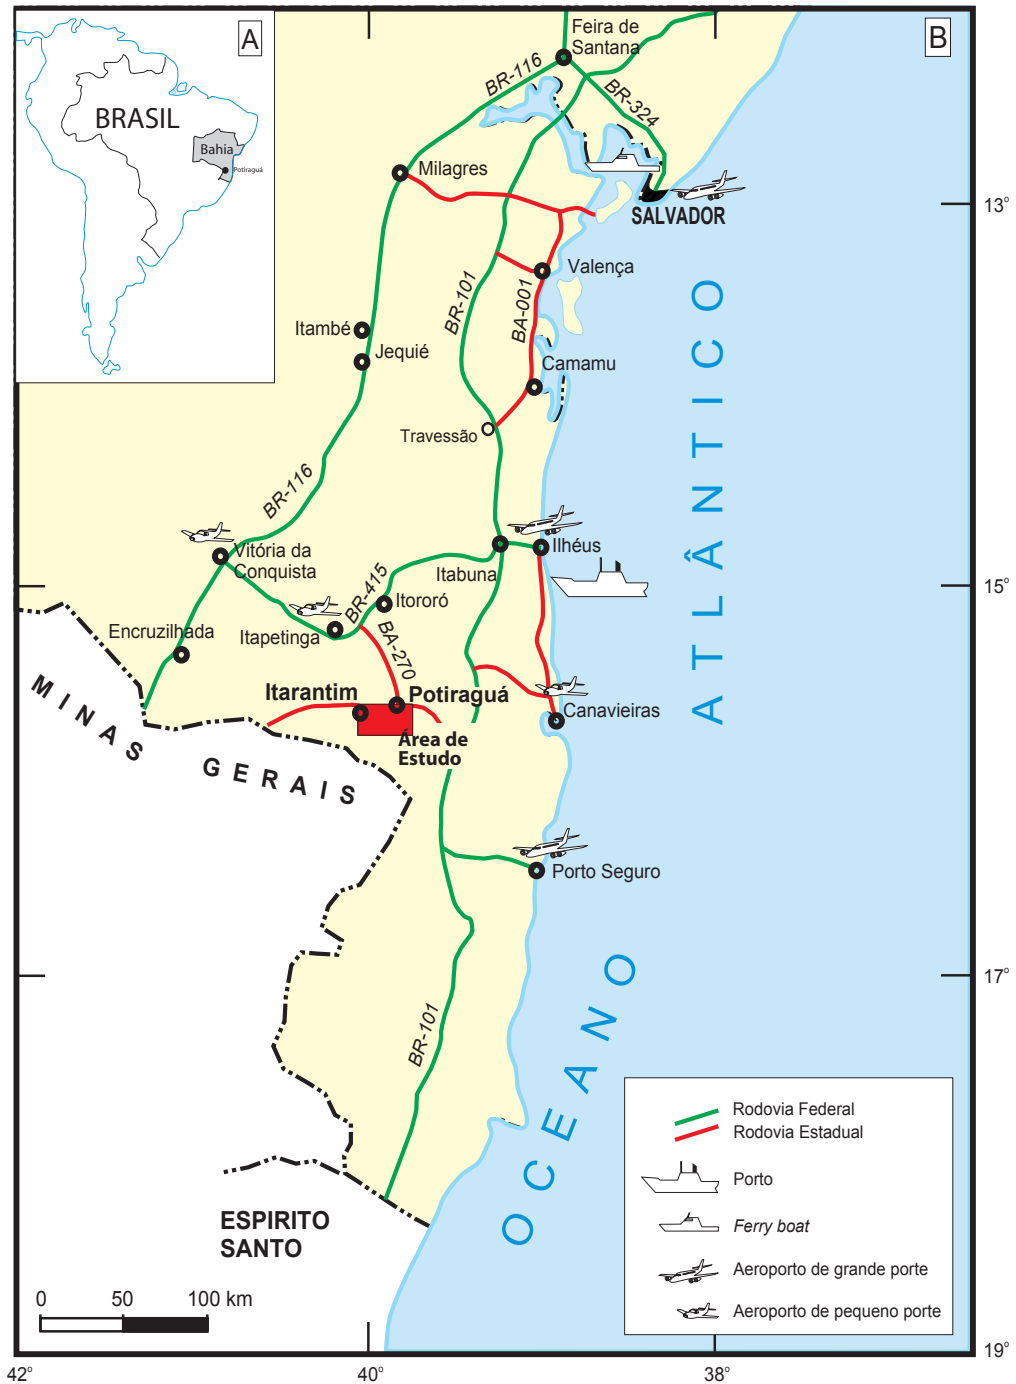 A
BRASIL
Bahia
Potiraguá
B
Feira de
Santana
BR-116
BR-324
Milagres
SALVADOR
13°
Valença
BR-101
BA-001
Itambé
Jequié
Camamu
Travessão
BR-116
Vitória da
Conquista
Ilhéus
Itabuna
15°
BR-415
Itororó
Itapetinga
BA-270
Encruzilhada
Itarantim
Potiraguá
Canavieiras
Área de
Estudo
MINAS GERAIS
Porto Seguro
OCEANO ATLÂNTICO
17°
BR-101
ESPIRITO
SANTO
0 50 100 km
Rodovia Federal
Rodovia Estadual
Porto
Ferry boat
Aeroporto de grande porte
Aeroporto de pequeno porte
19°
42° 40° 38°